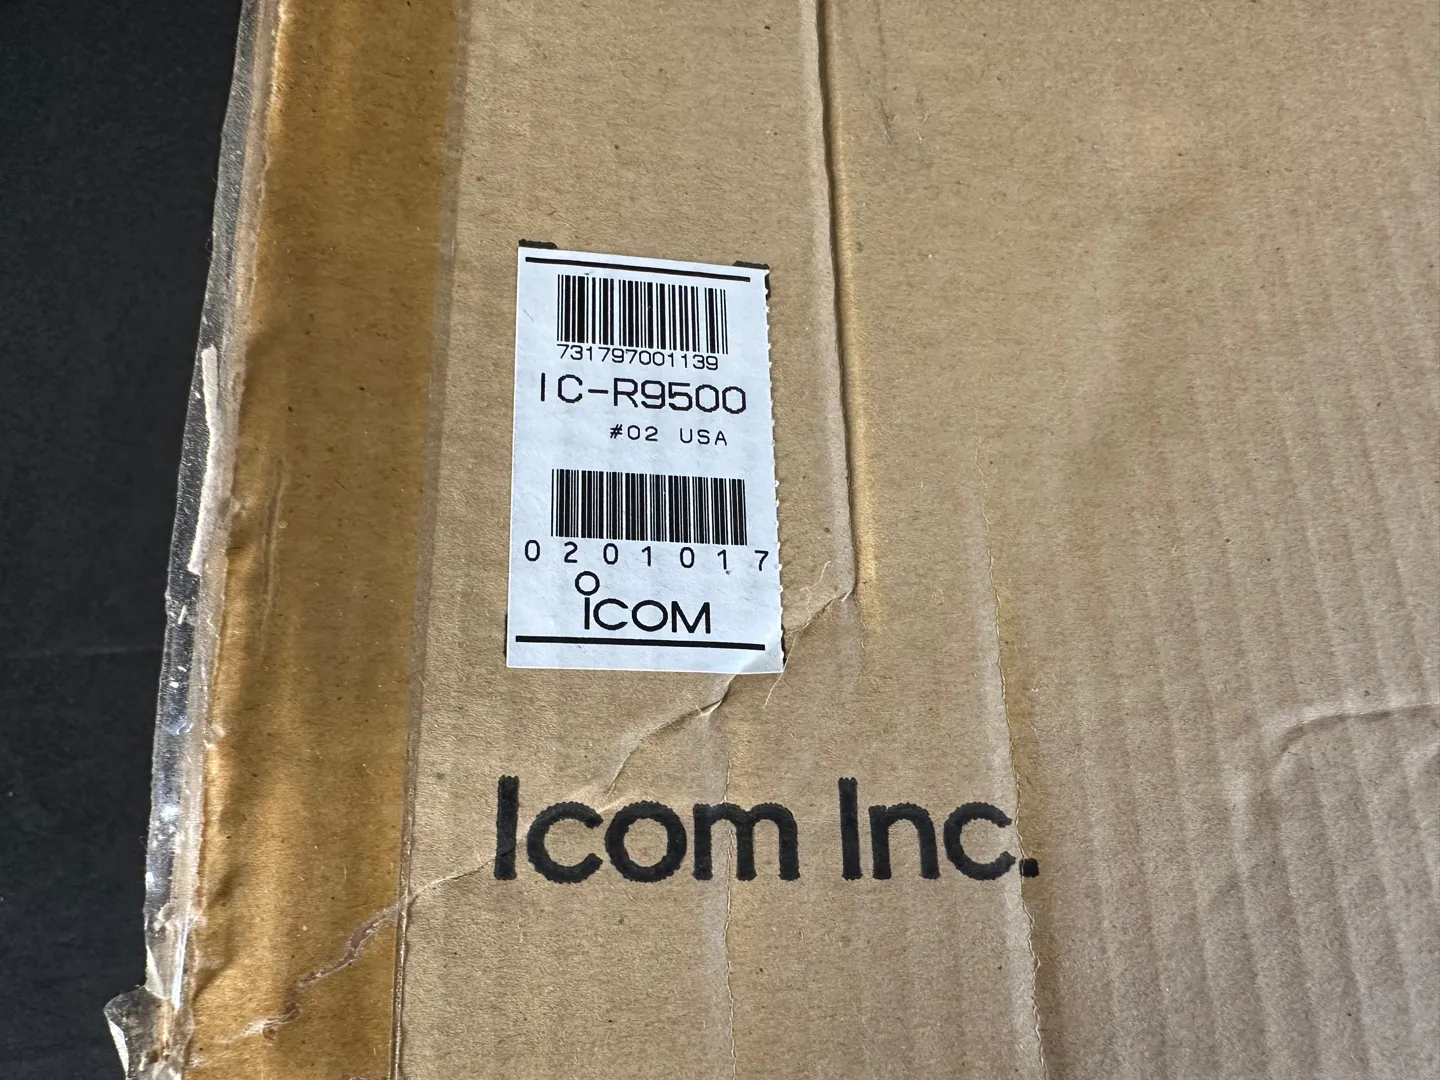 731797001139
IC-R9500
#02 USA
0201017
ICOM
Icom Inc.